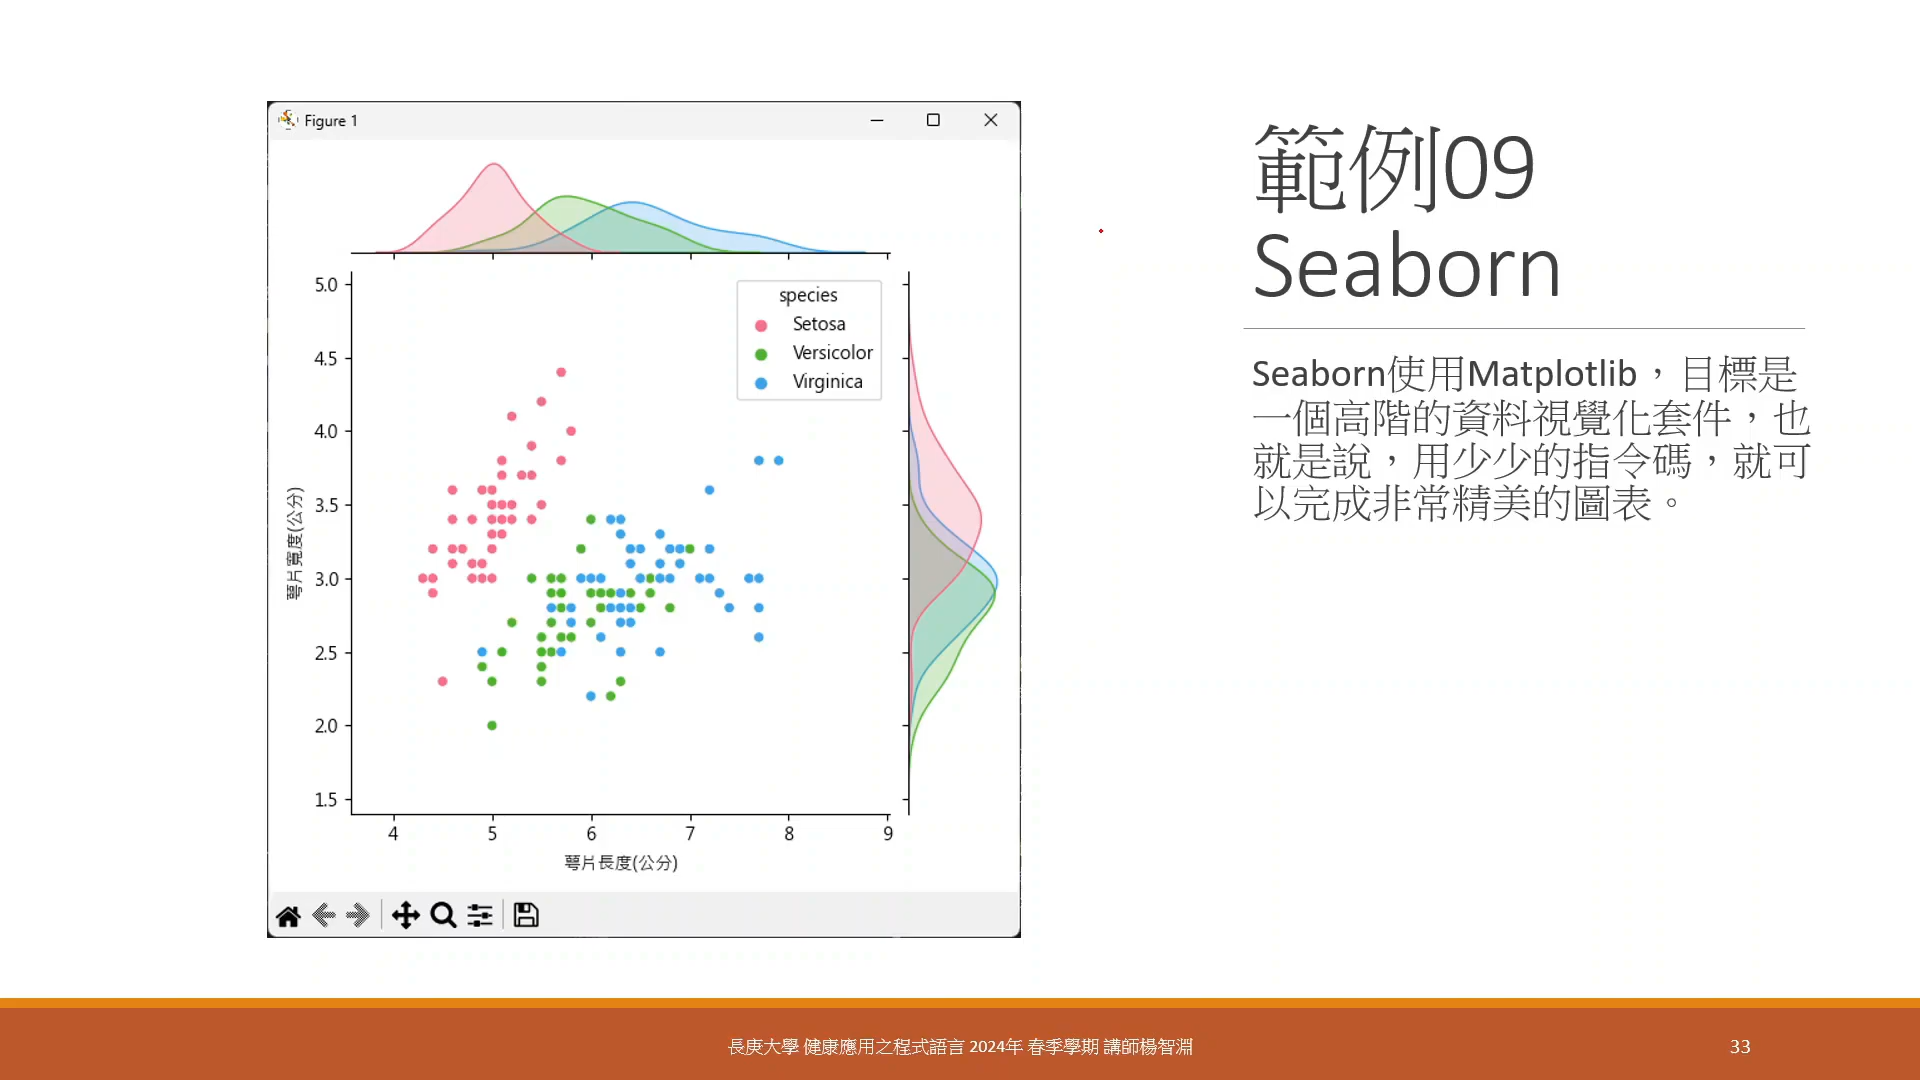 Figure 1
5.0
4.5
4.0
3.5
3.0
2.5
2.0
1.5
萼片寬度(公分)
species
Setosa
Versicolor
Virginica
4 5 6 7 8 9
萼片長度(公分)
範例09
Seaborn
Seaborn使用Matplotlib，目標是
一個高階的資料視覺化套件，也
就是說，用少少的指令碼，就可
以完成非常精美的圖表。
長庚大學 健康應用之程式語言 2024年 春季學期 講師楊智淵
33